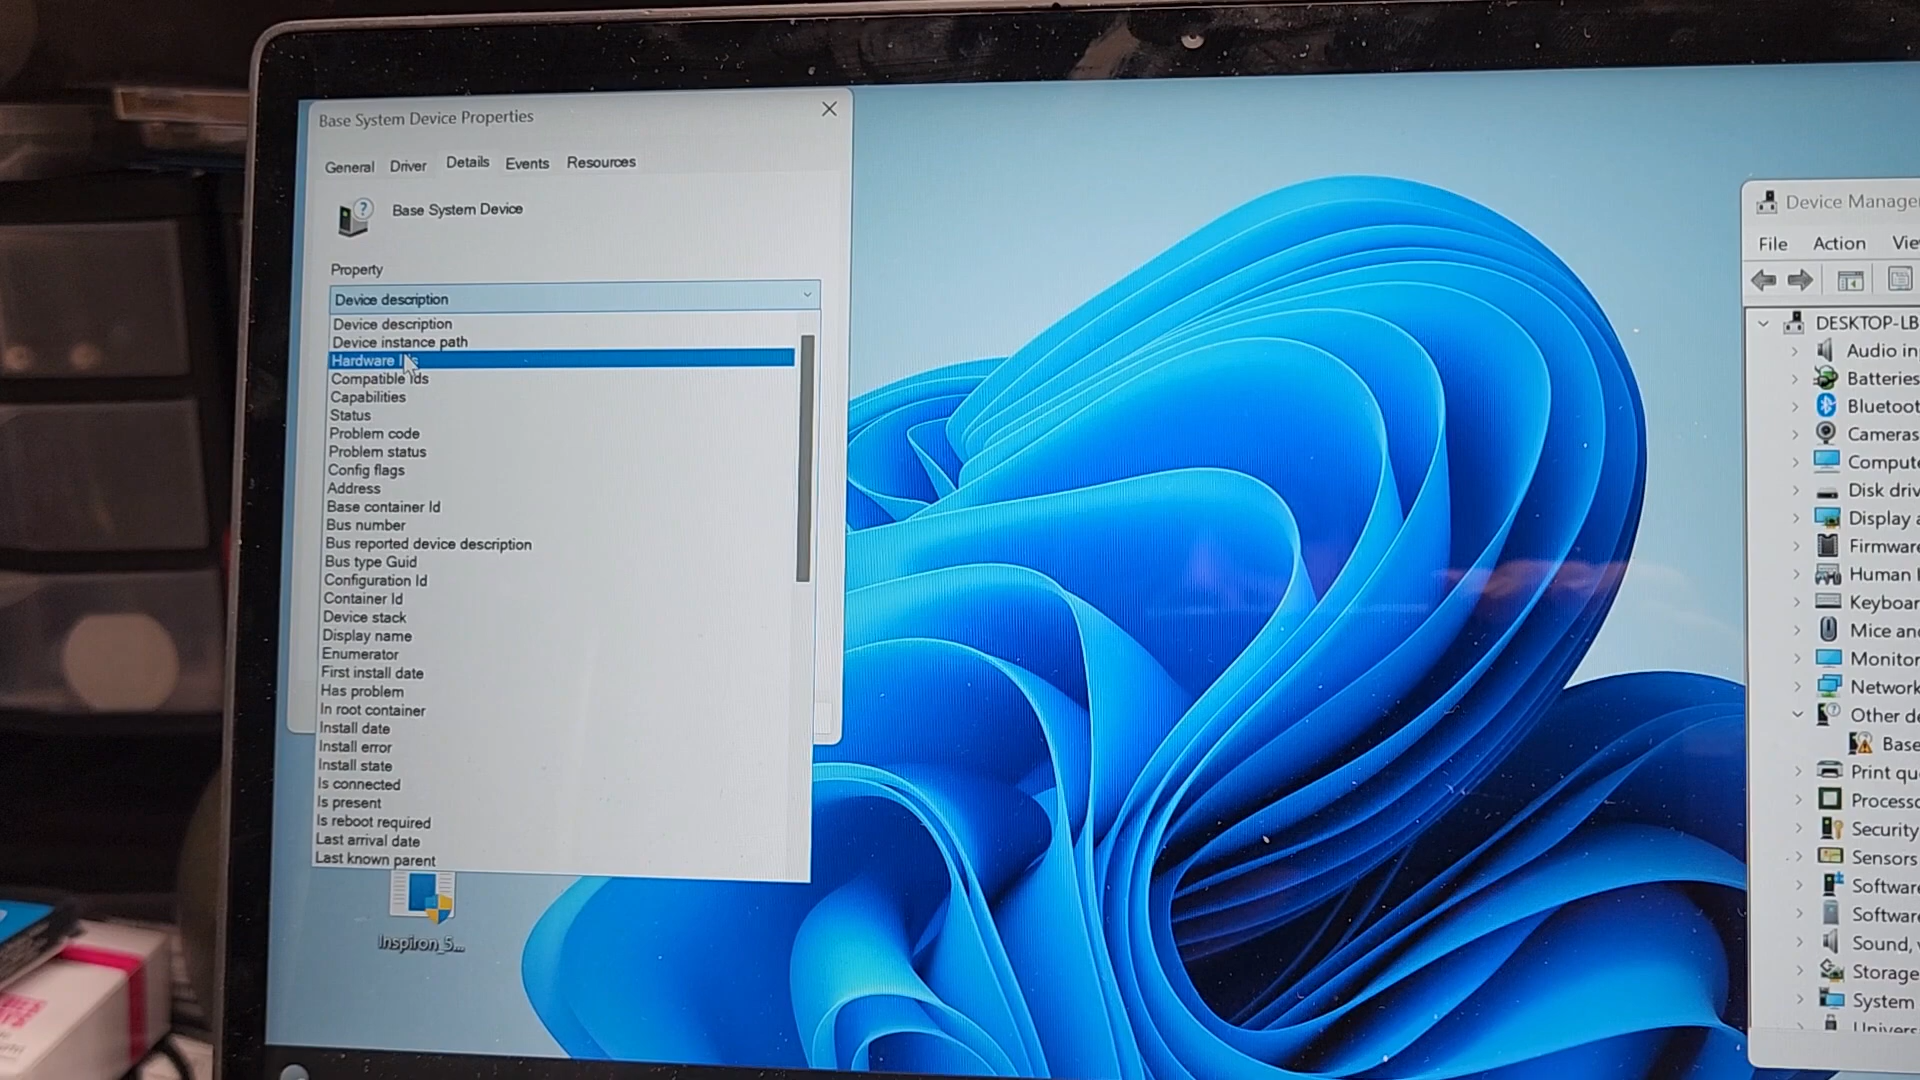 Base System Device Properties
General Driver Details Events Resources
Base System Device
Property
Device description
Device description
Device instance path
Hardware
Compatible Ids
Capabilities
Status
Problem code
Problem status
Config flags
Address
Base container Id
Bus number
Bus reported device description
Bus type Guid
Configuration Id
Container Id
Device stack
Display name
Enumerator
First install date
Has problem
In root container
Install date
Install error
Install state
Is connected
Is present
Is reboot required
Last arrival date
Last known parent
Inspiron_S...
Device Manage
File Action Vie
DESKTOP-LB
Audio in
Batteries
Bluetoot
Cameras
Compute
Disk driv
Display a
Firmware
Human I
Keyboar
Mice and
Monitor
Network
Other de
Base
Print qu
Processo
Security
Sensors
Software
Software
Sound, v
Storage
System
Univers